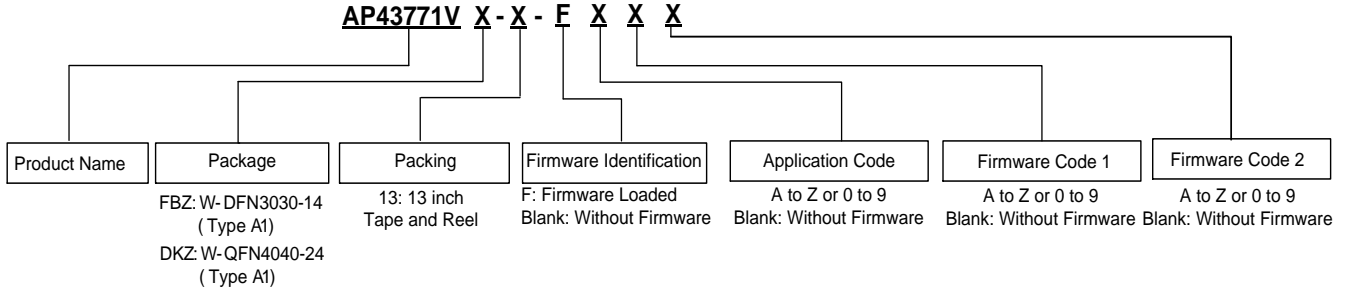 AP43771V X - X - F X X X
Product Name
Package
FBZ: W-DFN3030-14
(Type A1)
DKZ: W-QFN4040-24
(Type A1)
Packing
13: 13 inch
Tape and Reel
Firmware Identification
F: Firmware Loaded
Blank: Without Firmware
Application Code
A to Z or 0 to 9
Blank: Without Firmware
Firmware Code 1
A to Z or 0 to 9
Blank: Without Firmware
Firmware Code 2
A to Z or 0 to 9
Blank: Without Firmware